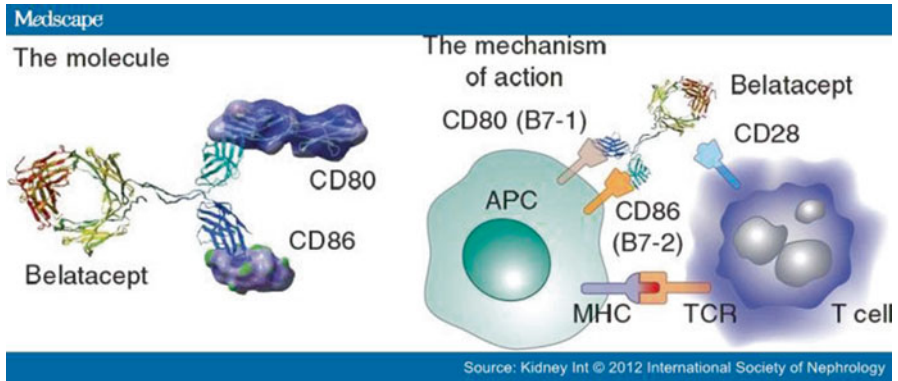 Medscape
The molecule
CD80
CD86
Belatacept
The mechanism
of action
Belatacept
CD80 (B7-1)
CD28
APC
CD86
(B7-2)
MHC
TCR
T cell
Source: Kidney Int © 2012 International Society of Nephrology